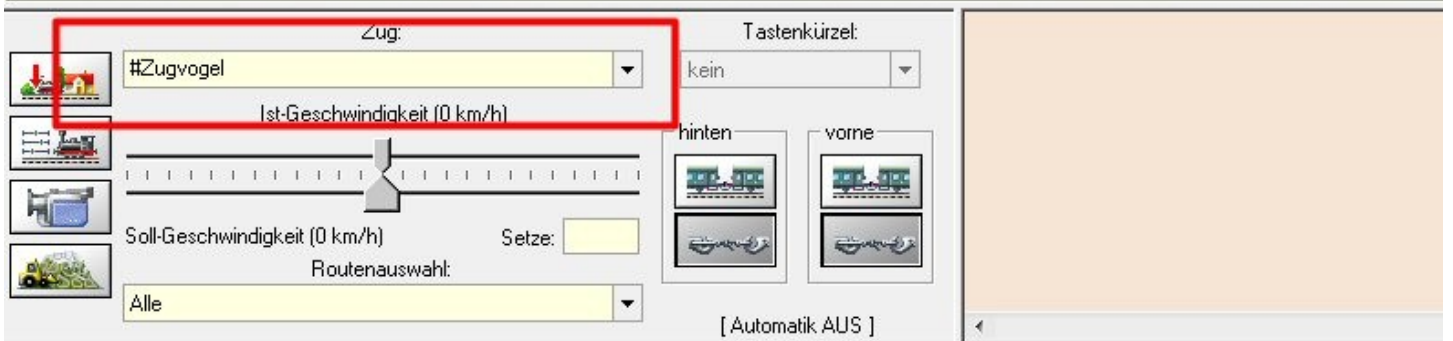 Zug:
#Zugvogel
Ist-Geschwindigkeit (0 km/h)
Soll-Geschwindigkeit (0 km/h) Setze:
Routenauswahl:
Alle
Tastenkürzel:
kein
hinten vorne
[ Automatik AUS ]